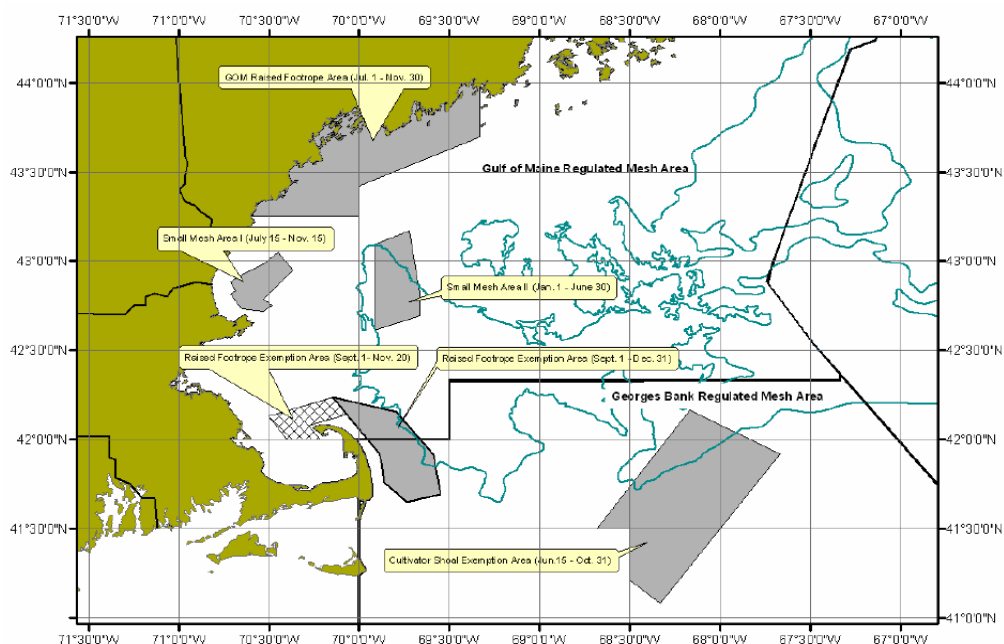 71°30'0"W 71°0'0"W 70°30'0"W 70°0'0"W 69°30'0"W 69°0'0"W 68°30'0"W 68°0'0"W 67°30'0"W 67°0'0"W
44°0'0"N 44°0'0"N
GOM Raised Footrope Area (Jul. 1 - Nov. 30)
43°30'0"N 43°30'0"N
Gulf of Maine Regulated Mesh Area
Small Mesh Area I (July 15 - Nov. 15)
43°0'0"N 43°0'0"N
Small Mesh Area II (Jan. 1 - June 30)
42°30'0"N 42°30'0"N
Raised Footrope Exemption Area (Sept. 1- Nov. 20) Raised Footrope Exemption Area (Sept. 1 - Dec. 31)
Georges Bank Regulated Mesh Area
42°0'0"N 42°0'0"N
41°30'0"N 41°30'0"N
Cultivator Shoal Exemption Area (Jun.15 - Oct. 31)
41°0'0"N 41°0'0"N
71°30'0"W 71°0'0"W 70°30'0"W 70°0'0"W 69°30'0"W 69°0'0"W 68°30'0"W 68°0'0"W 67°30'0"W 67°0'0"W